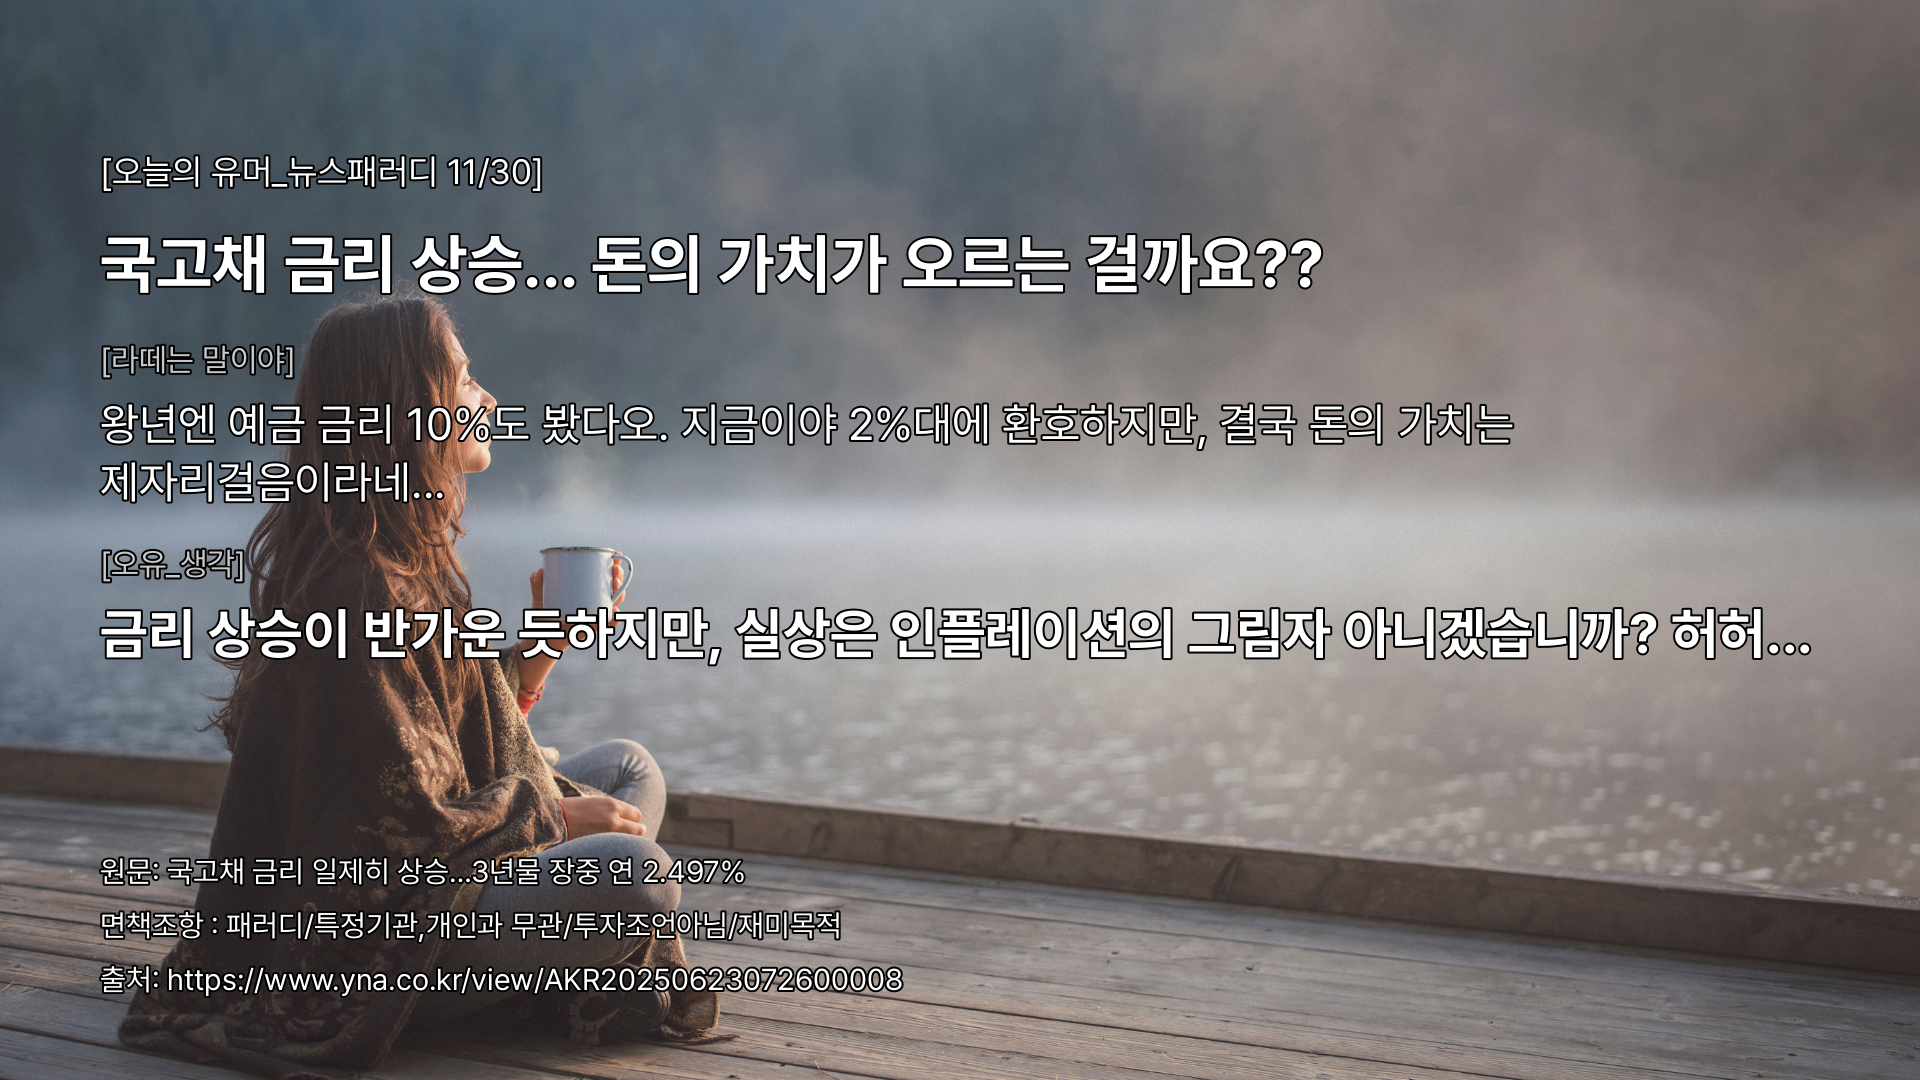 [오늘의 유머_뉴스패러디 11/30]
국고채 금리 상승... 돈의 가치가 오르는 걸까요??
[라떼는 말이야]
왕년엔 예금 금리 10%도 봤다오. 지금이야 2%대에 환호하지만, 결국 돈의 가치는
제자리걸음이라네...
[오유_생각]
금리 상승이 반가운 듯하지만, 실상은 인플레이션의 그림자 아니겠습니까? 허허...
원문: 국고채 금리 일제히 상승...3년물 장중 연 2.497%
면책조항 : 패러디/특정기관,개인과 무관/투자조언아님/재미목적
출처: https://www.yna.co.kr/view/AKR20250623072600008